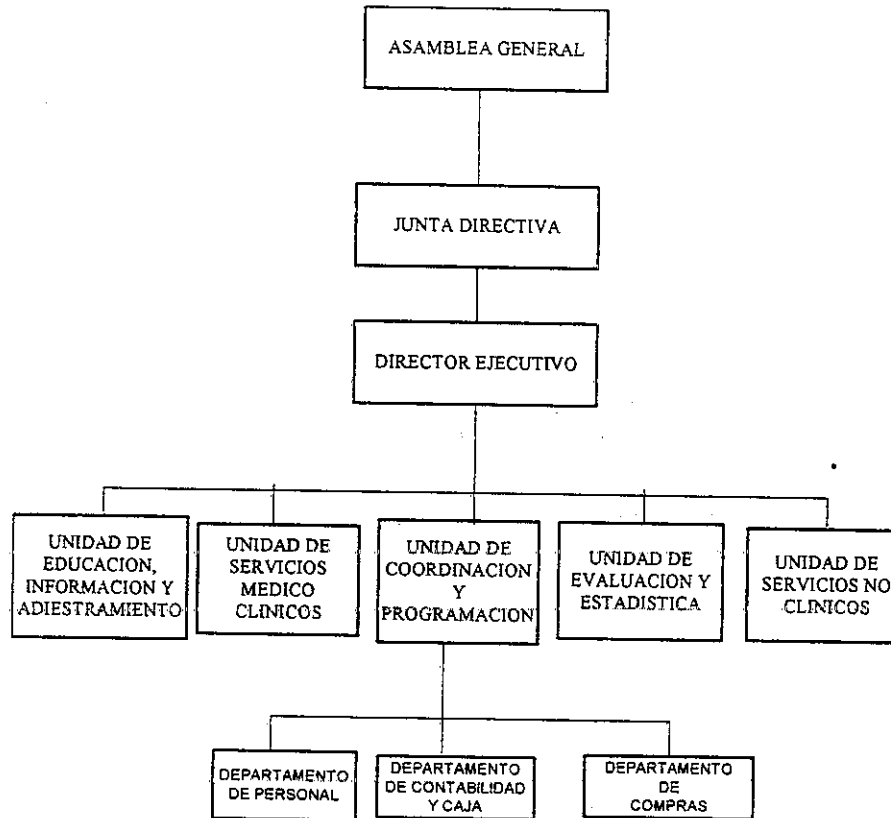 ASAMBLEA GENERAL
JUNTA DIRECTIVA
DIRECTOR EJECUTIVO
UNIDAD DE
EDUCACION,
INFORMACION Y
ADIESTRAMIENTO
UNIDAD DE
SERVICIOS
MEDICO
CLINICOS
UNIDAD DE
COORDINACION
Y
PROGRAMACION
UNIDAD DE
EVALUACION Y
ESTADISTICA
UNIDAD DE
SERVICIOS NO
CLINICOS
DEPARTAMENTO
DE PERSONAL
DEPARTAMENTO
DE CONTABILIDAD
Y CAJA
DEPARTAMENTO
DE
COMPRAS